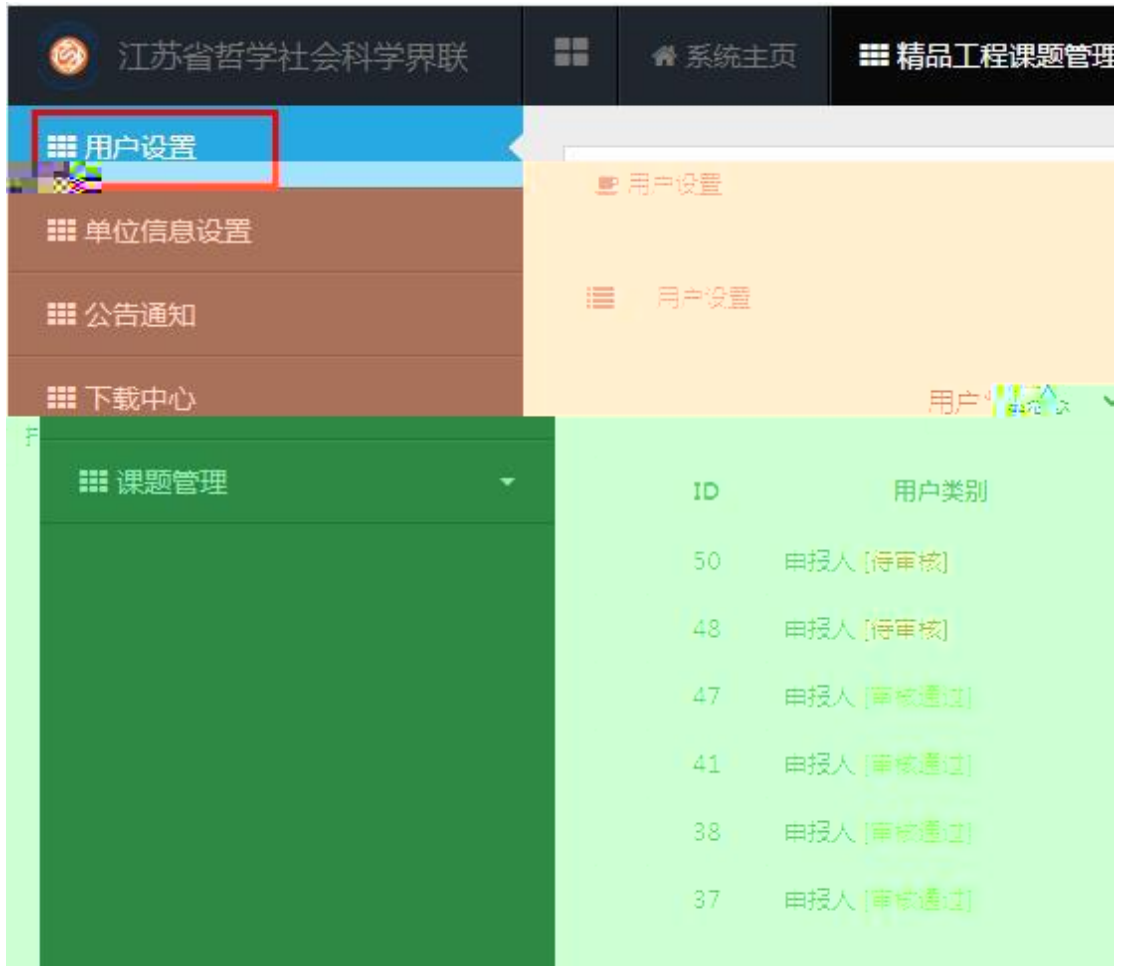 江苏省哲学社会科学界联
系统主页
精品工程课题管理
用户设置
单位信息设置
公告通知
下载中心
课题管理
用户设置
用户设置
用户
ID 用户类别
50 申报人 [待审核]
48 申报人 [待审核]
47 申报人 [审核通过]
41 申报人 [审核通过]
38 申报人 [审核通过]
37 申报人 [审核通过]